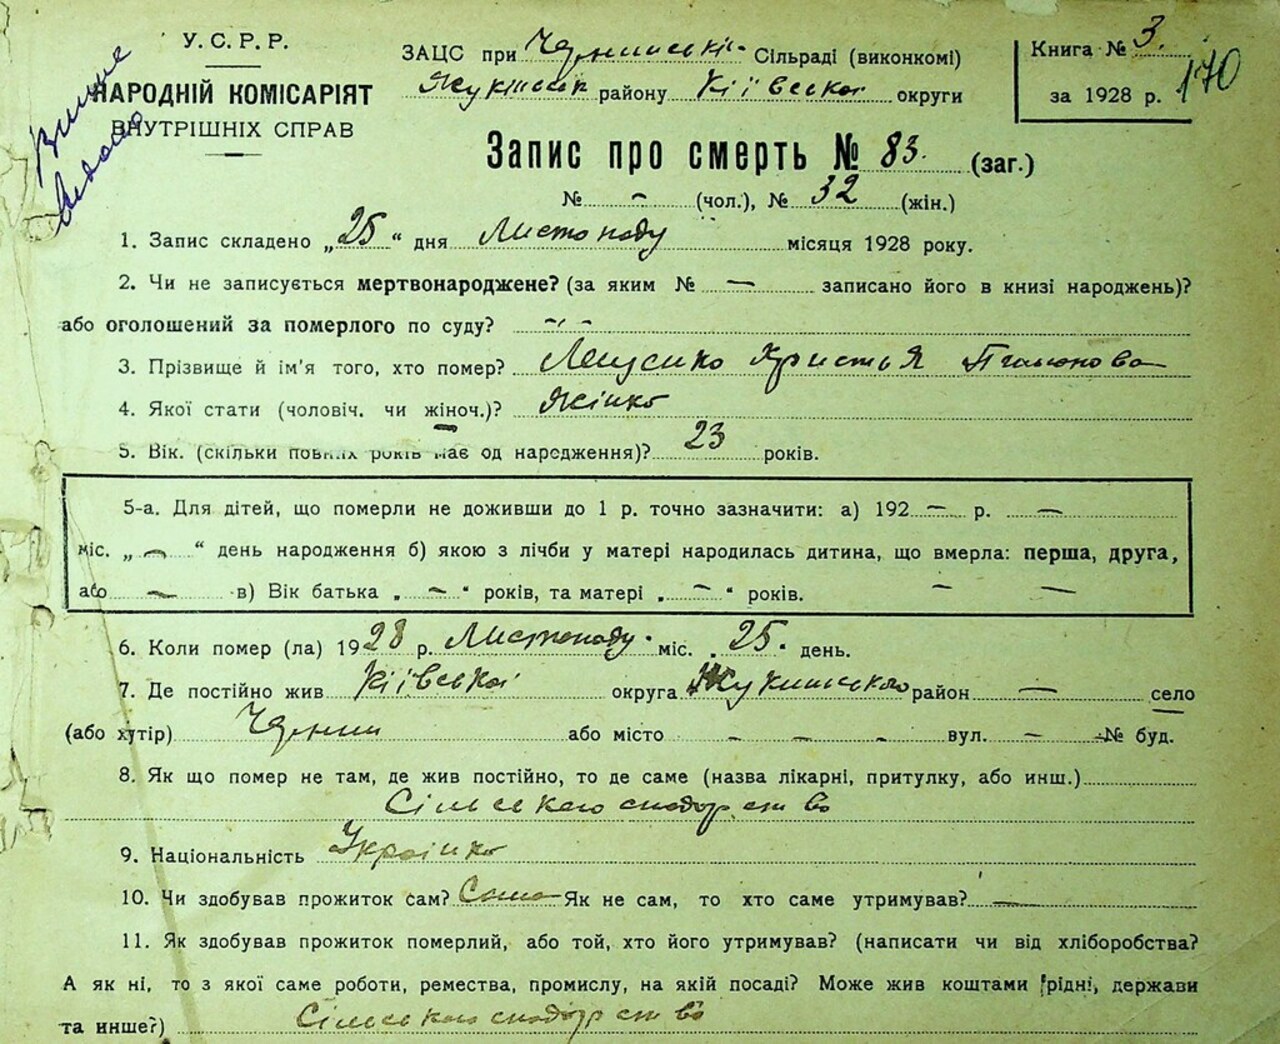 У. С. Р. Р.
НАРОДНІЙ КОМІСАРІЯТ
ВНУТРІШНІХ СПРАВ
ЗАЦС при Сільраді (виконкомі)
району Київської округи
Книга № 3.
за 1928 р.
170
Запис про смерть № 83. (заг.)
№ - (чол.), № 32 (жін.)
1. Запис складено „25“ дня Листопаду місяця 1928 року.
2. Чи не записується мертвонароджене? (за яким № — записано його в книзі народжень)?
або оголошений за померлого по суду? - -
3. Прізвище й ім'я того, хто помер? Христья
4. Якої стати (чоловіч. чи жіноч.)? Жінка
5. Вік. (скільки повних років має од народження)? 23 років.
5-а. Для дітей, що померли не доживши до 1 р. точно зазначити: а) 192 — р. —
міс. „ — “ день народження б) якою з лічби у матері народилась дитина, що вмерла: перша, друга,
або — в) Вік батька „ — “ років, та матері „ — “ років. — —
6. Коли помер (ла) 1928 р. Листопаду міс. „25. день.
7. Де постійно жив Київської округа район — село
(або хутір) або місто - - - вул. — — № буд.
8. Як що помер не там, де жив постійно, то де саме (назва лікарні, притулку, або инш.)
Сільське господарство
9. Національність Українка
10. Чи здобував прожиток сам? Сама Як не сам, то хто саме утримував? —
11. Як здобував прожиток померлий, або той, хто його утримував? (написати чи від хліборобства?
А як ні, то з якої саме роботи, ремества, промислу, на якій посаді? Може жив коштами рідні, держави
та инше?) Сільське господарство